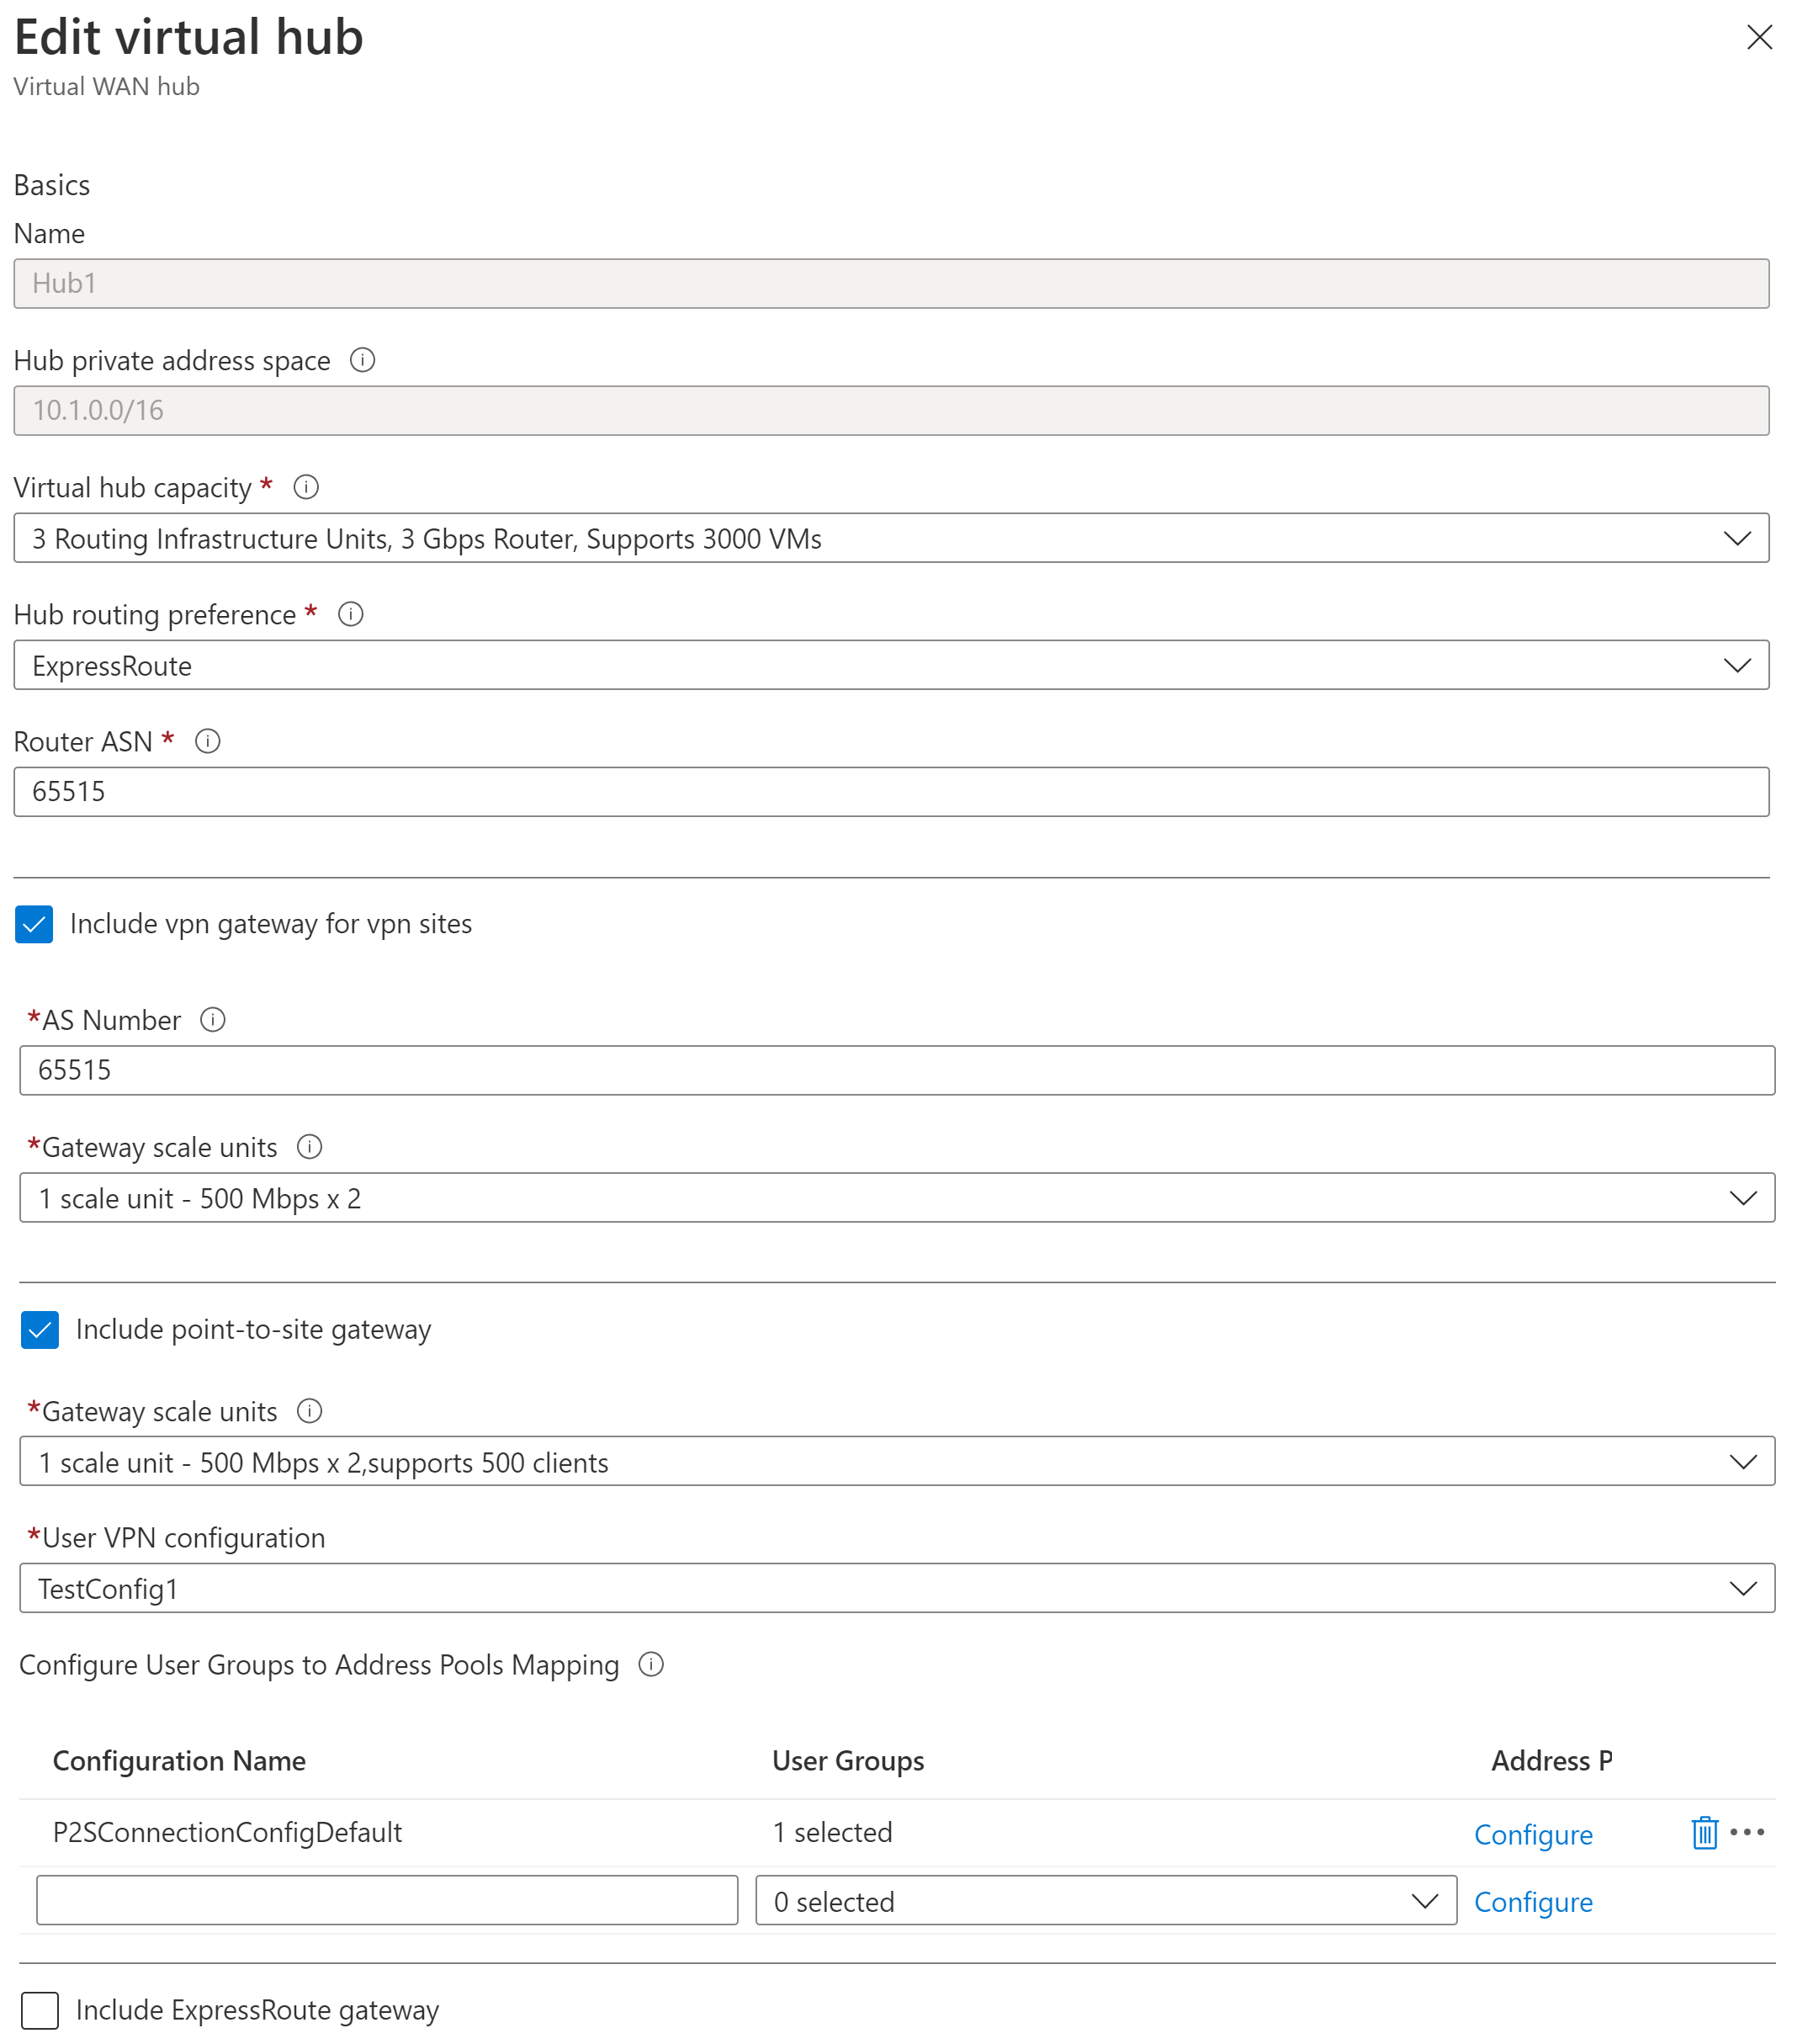 Edit virtual hub
Virtual WAN hub
Basics
Name
Hub1
Hub private address space
10.1.0.0/16
Virtual hub capacity *
3 Routing Infrastructure Units, 3 Gbps Router, Supports 3000 VMs
Hub routing preference *
ExpressRoute
Router ASN *
65515
Include vpn gateway for vpn sites
*AS Number
65515
*Gateway scale units
1 scale unit - 500 Mbps x 2
Include point-to-site gateway
*Gateway scale units
1 scale unit - 500 Mbps x 2,supports 500 clients
*User VPN configuration
TestConfig1
Configure User Groups to Address Pools Mapping
Configuration Name User Groups Address P
P2SConnectionConfigDefault 1 selected Configure
0 selected Configure
Include ExpressRoute gateway